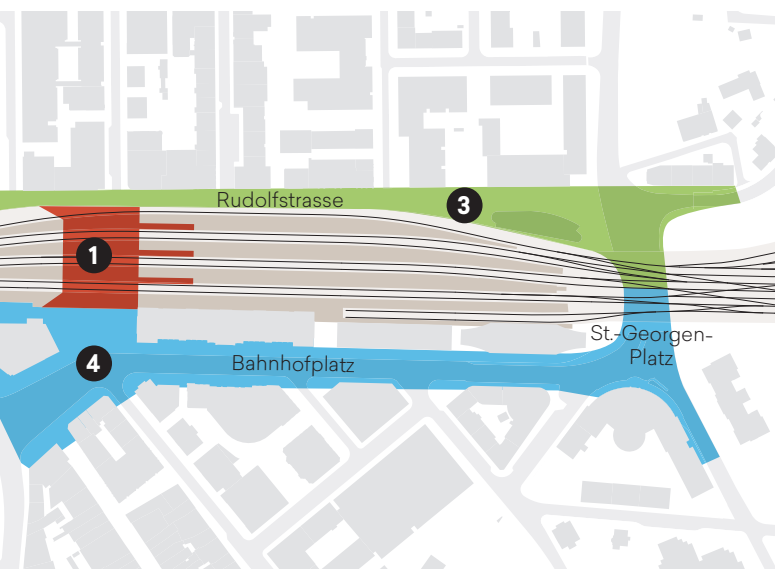 Rudolfstrasse
3
1
St.-Georgen-
Platz
4
Bahnhofplatz